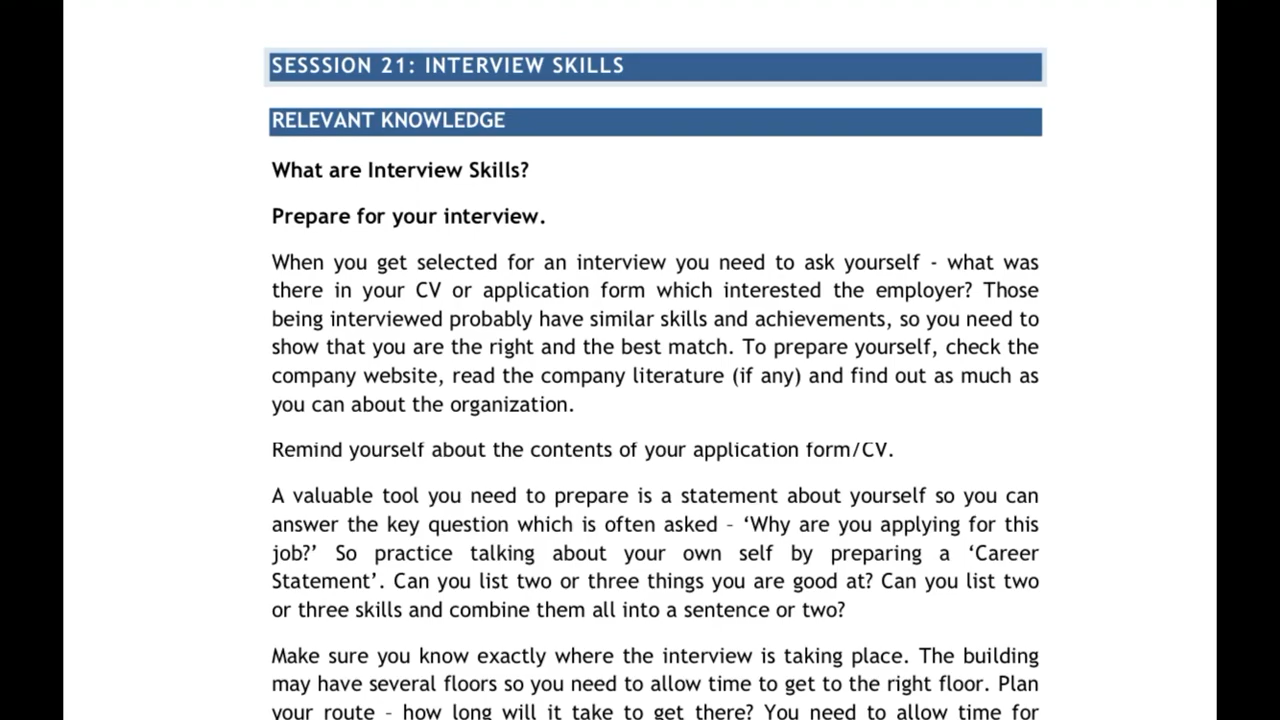 SESSSION 21: INTERVIEW SKILLS
RELEVANT KNOWLEDGE
What are Interview Skills?
Prepare for your interview.
When you get selected for an interview you need to ask yourself - what was
there in your CV or application form which interested the employer? Those
being interviewed probably have similar skills and achievements, so you need to
show that you are the right and the best match. To prepare yourself, check the
company website, read the company literature (if any) and find out as much as
you can about the organization.
Remind yourself about the contents of your application form/CV.
A valuable tool you need to prepare is a statement about yourself so you can
answer the key question which is often asked – ‘Why are you applying for this
job?’ So practice talking about your own self by preparing a ‘Career
Statement’. Can you list two or three things you are good at? Can you list two
or three skills and combine them all into a sentence or two?
Make sure you know exactly where the interview is taking place. The building
may have several floors so you need to allow time to get to the right floor. Plan
your route – how long will it take to get there? You need to allow time for